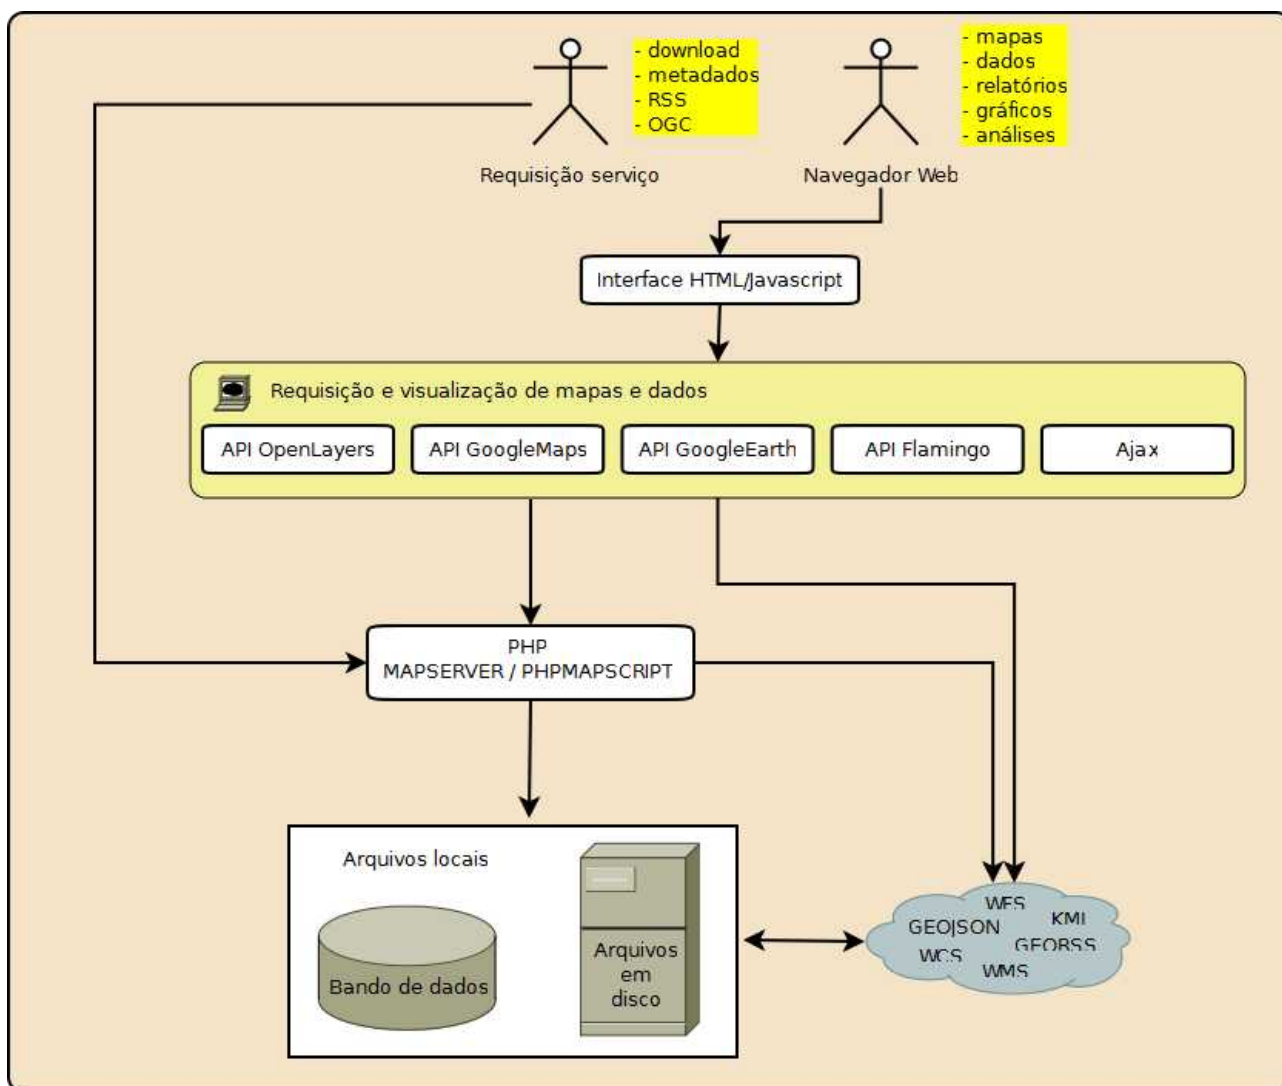 - download
- metadados
- RSS
- OGC
- mapas
- dados
- relatórios
- gráficos
- análises
Requisição serviço
Navegador Web
Interface HTML/Javascript
Requisição e visualização de mapas e dados
API OpenLayers
API GoogleMaps
API GoogleEarth
API Flamingo
Ajax
PHP
MAPSERVER / PHPMAPSCRIPT
Arquivos locais
Bando de dados
Arquivos
em
disco
WFS
GEOJSON
KML
WCS
GEORSS
WMS